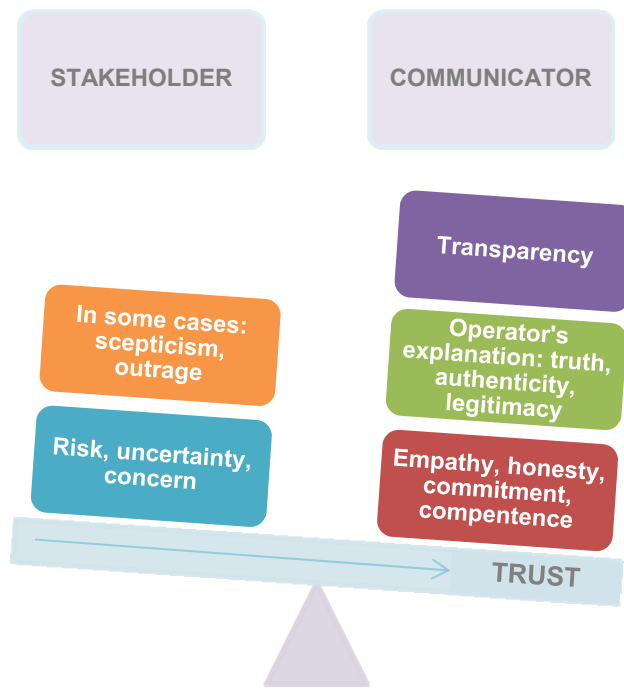 STAKEHOLDER
COMMUNICATOR
Transparency
In some cases:
scepticism,
outrage
Operator's
explanation: truth,
authenticity,
legitimacy
Risk, uncertainty,
concern
Empathy, honesty,
commitment,
compentence
TRUST